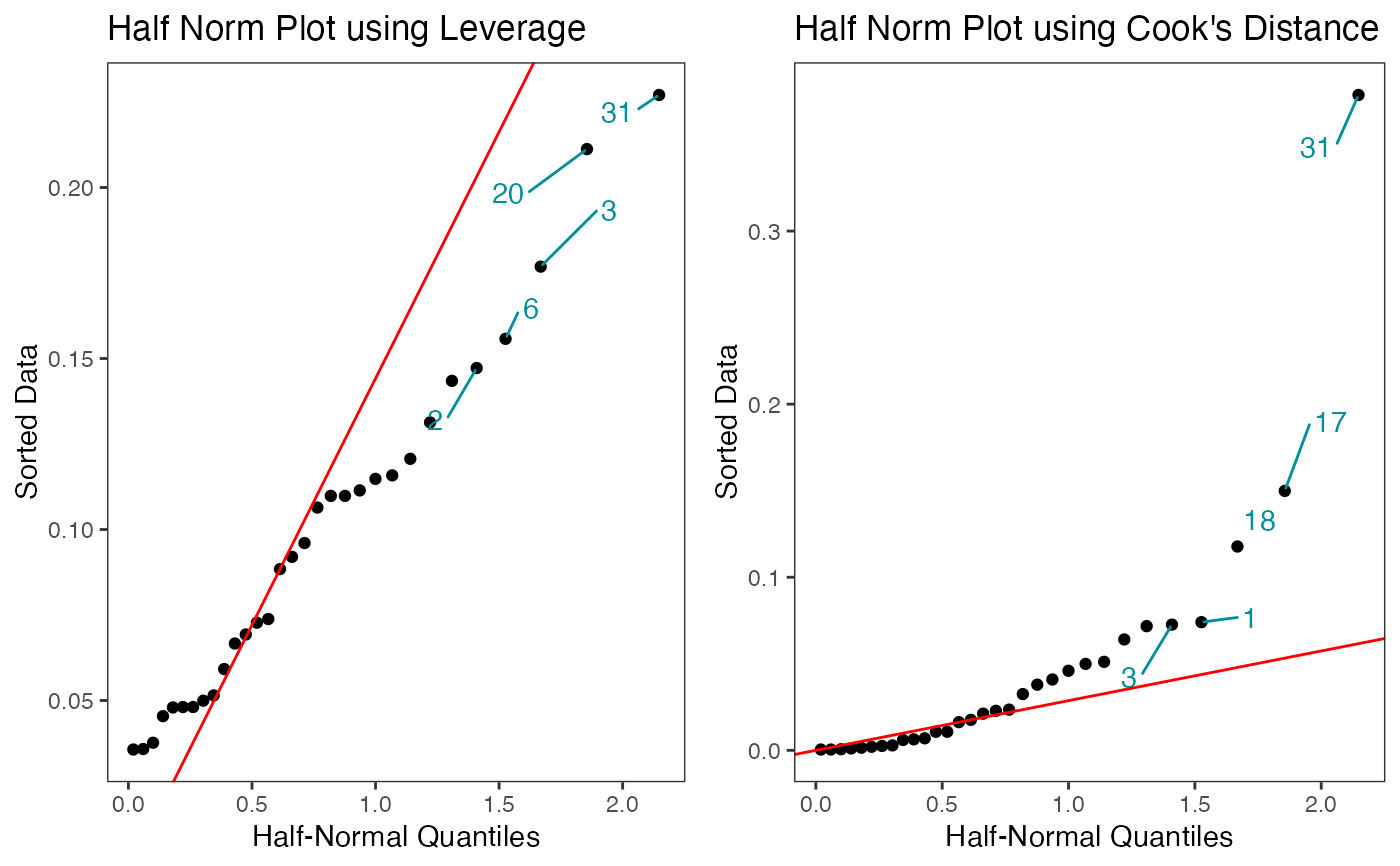 Half Norm Plot using Leverage
31
20
3
0.20
6
0.15
2
0.10
0.05
Sorted Data
0.0 0.5 1.0 1.5 2.0
Half-Normal Quantiles
Half Norm Plot using Cook's Distance
31
0.3
17
0.2
18
0.1
1
3
0.0
Sorted Data
0.0 0.5 1.0 1.5 2.0
Half-Normal Quantiles